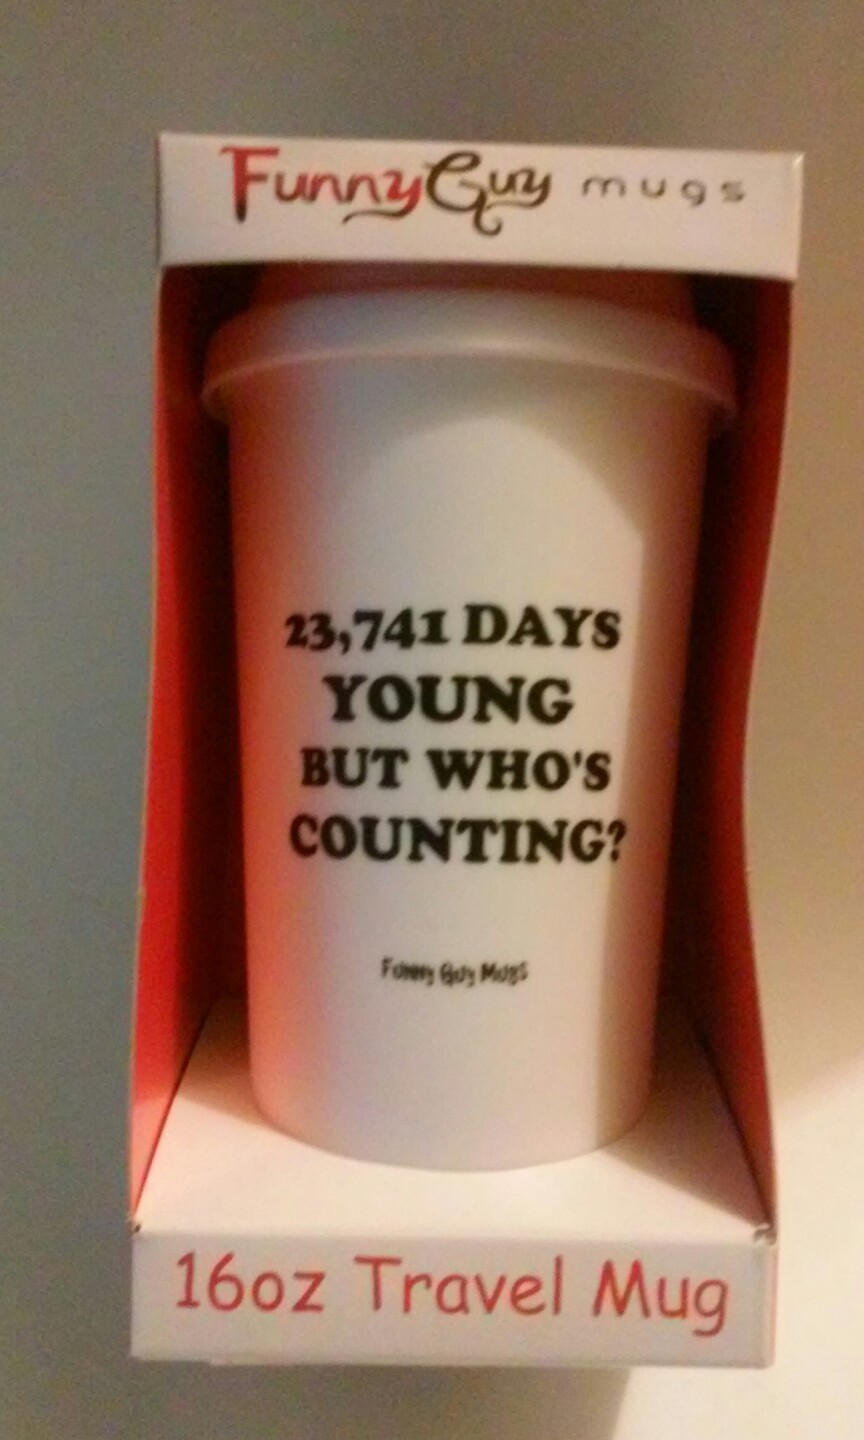 FunnyGuy mugs
23,741 DAYS
YOUNG
BUT WHO'S
COUNTING?
Funny Guy Mugs
16oz Travel Mug